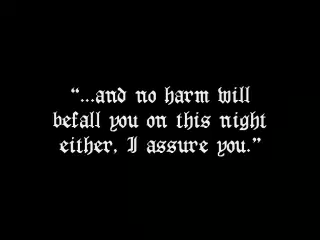 “...and no harm will
befall you on this night
either, I assure you.”